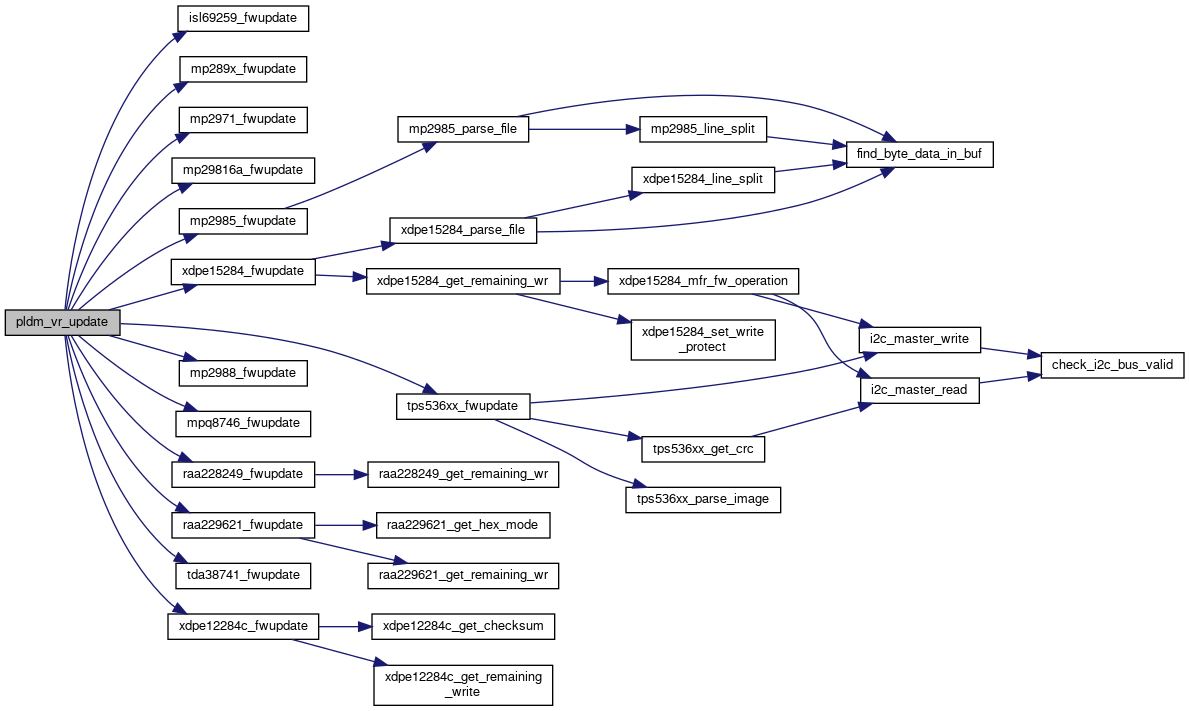 isl69259_fwupdate
mp289x_fwupdate
mp2971_fwupdate
mp29816a_fwupdate
mp2985_fwupdate
xdpe15284_fwupdate
pldm_vr_update
mp2988_fwupdate
mpq8746_fwupdate
raa228249_fwupdate
raa229621_fwupdate
tda38741_fwupdate
xdpe12284c_fwupdate
mp2985_parse_file
xdpe15284_parse_file
xdpe15284_get_remaining_wr
tps536xx_fwupdate
raa228249_get_remaining_wr
raa229621_get_hex_mode
raa229621_get_remaining_wr
xdpe12284c_get_checksum
xdpe12284c_get_remaining
_write
mp2985_line_split
xdpe15284_line_split
xdpe15284_mfr_fw_operation
xdpe15284_set_write
_protect
tps536xx_get_crc
tps536xx_parse_image
find_byte_data_in_buf
i2c_master_write
i2c_master_read
check_i2c_bus_valid